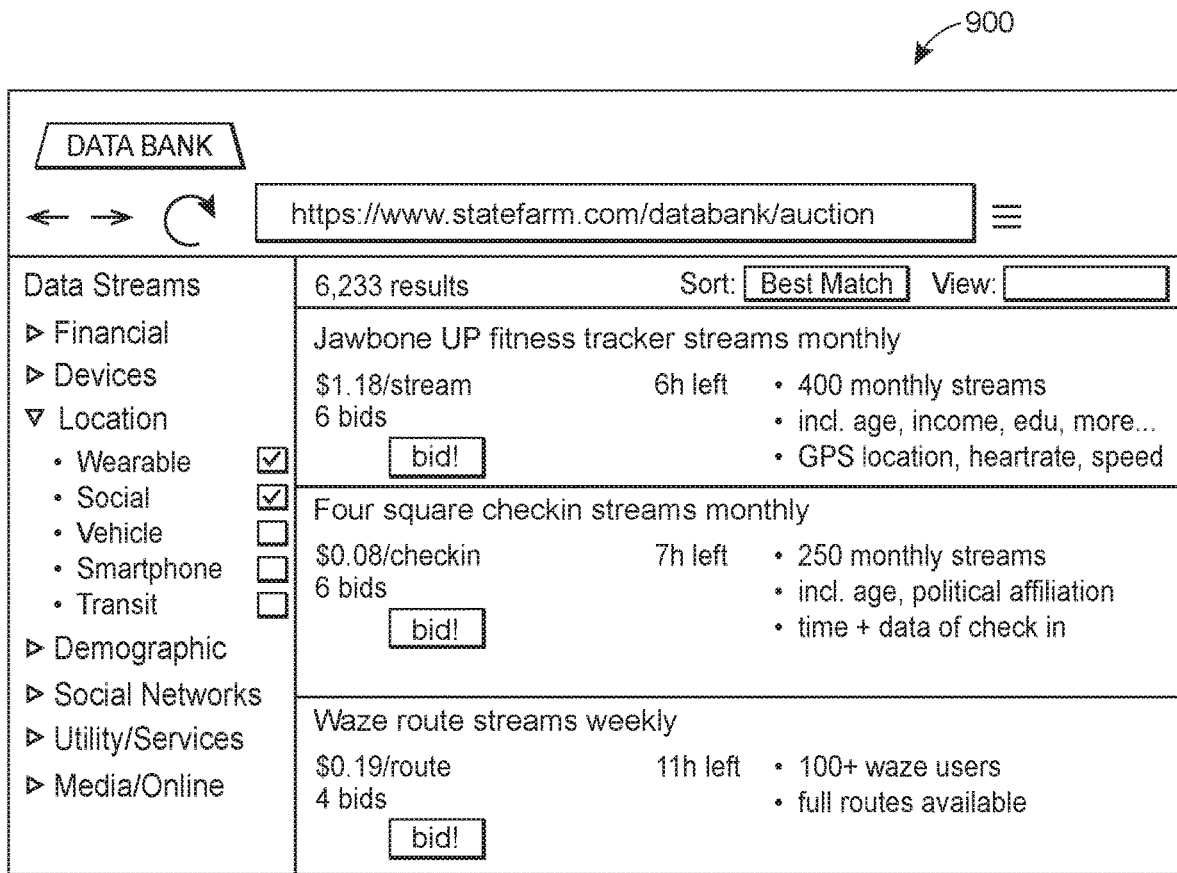 900
DATA BANK
https://www.statefarm.com/databank/auction
Data Streams
Financial
Devices
Location
• Wearable
• Social
• Vehicle
• Smartphone
• Transit
Demographic
Social Networks
Utility/Services
Media/Online
6,233 results Sort: Best Match View:
Jawbone UP fitness tracker streams monthly
$1.18/stream 6h left • 400 monthly streams
6 bids • incl. age, income, edu, more...
bid! • GPS location, heartrate, speed
Four square checkin streams monthly
$0.08/checkin 7h left • 250 monthly streams
6 bids • incl. age, political affiliation
bid! • time + data of check in
Waze route streams weekly
$0.19/route 11h left • 100+ waze users
4 bids • full routes available
bid!